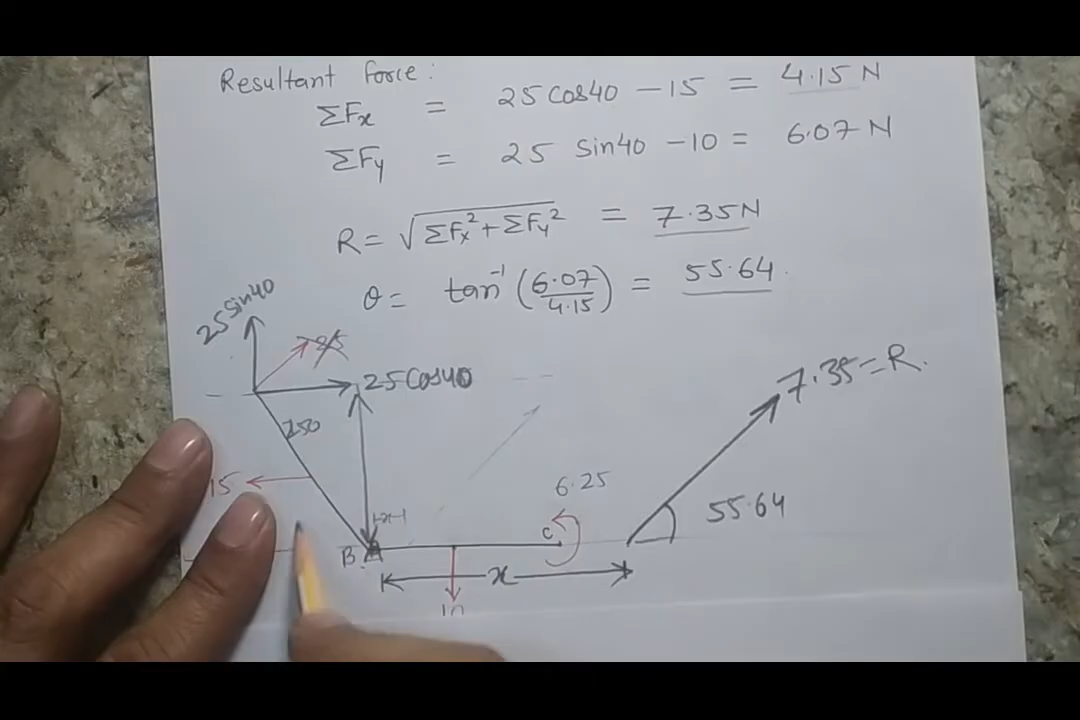 Resultant force:
ΣFx = 25 cos40 – 15 = 4.15 N
ΣFy = 25 sin40 – 10 = 6.07 N
R = √ΣFx² + ΣFy² = 7.35N
θ = tan⁻¹ (6.07/4.15) = 55.64
25 sin40
25 cos40
7.35 = R.
250
15
6.25
55.64
B
C
x
10